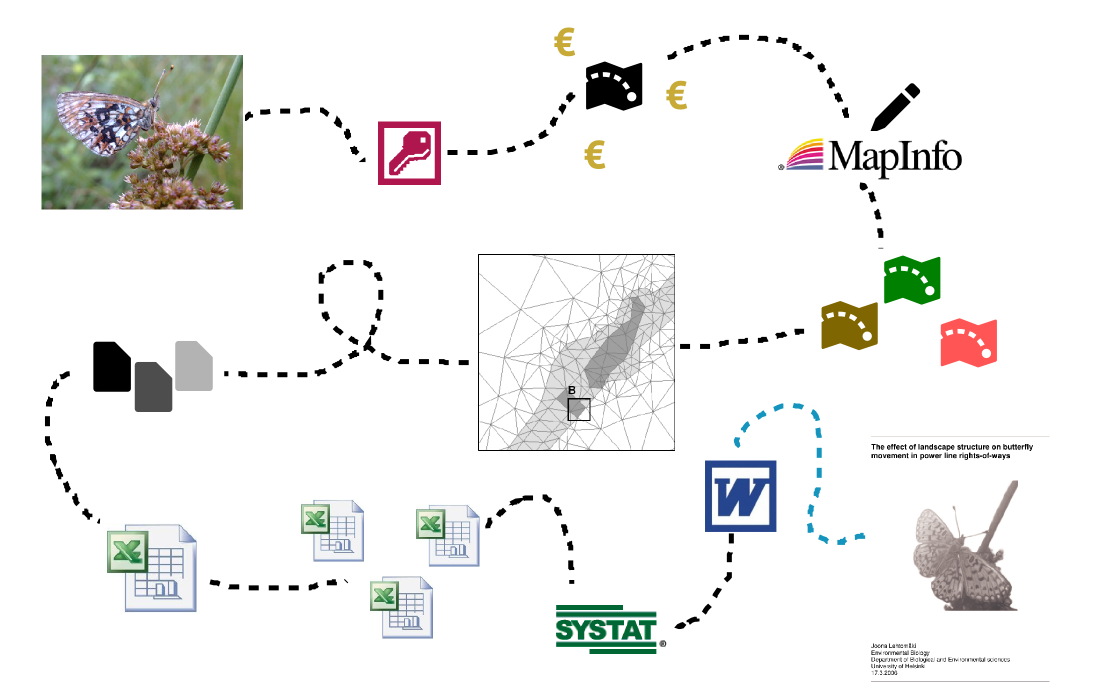 €
€
€
® MapInfo
B
W
The effect of landscape structure on butterfly
movement in power line rights-of-ways
X
X
X
X
SYSTAT ®
Joona Lehtomäki
Environmental Biology
Department of Biological and Environmental sciences
University of Helsinki
17.3.2006